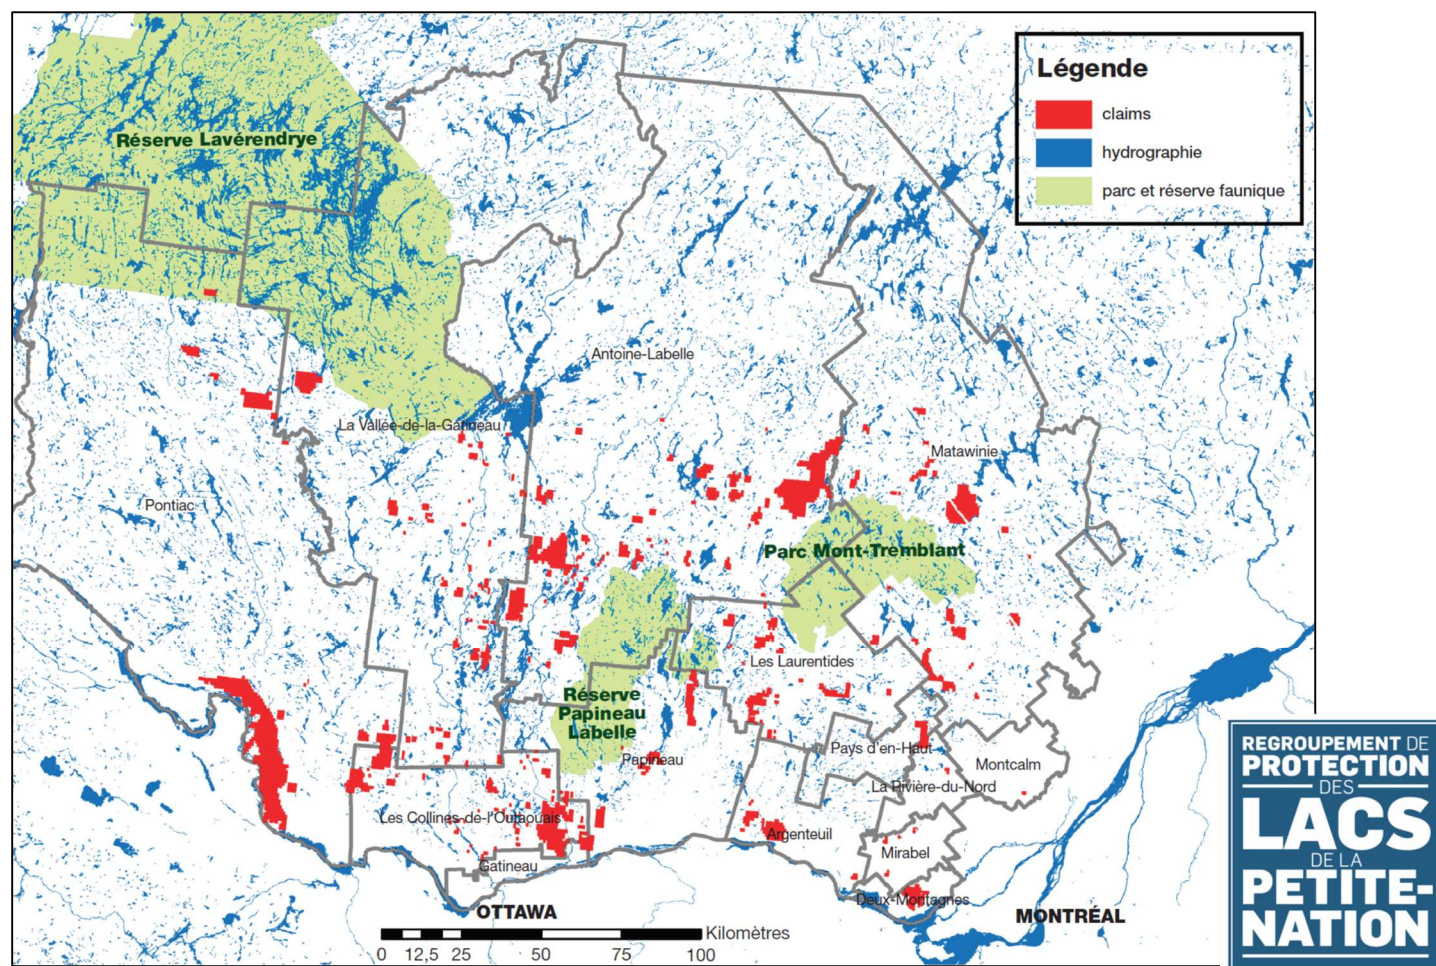 Légende
claims
hydrographie
parc et réserve faunique
Réserve Lavérendrye
Antoine-Labelle
La Vallée-de-la-Gatineau
Matawinie
Pontiac
Parc Mont-Tremblant
Les Laurentides
Réserve
Papineau
Labelle
Papineau
Pays d'en-Haut
Montcalm
La Rivière-du-Nord
Les Collines-de-l'Outaouais
Argenteuil
Mirabel
Gatineau
Deux-Montagnes
OTTAWA
MONTRÉAL
Kilomètres
0 12,5 25 50 75 100
REGROUPEMENT DE
PROTECTION
DES
LACS
DE LA
PETITE-
NATION